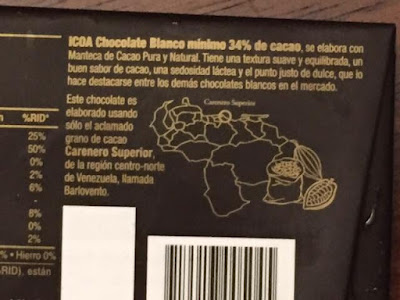 ICOA Chocolate Blanco mínimo 34% de cacao, se elabora con
Manteca de Cacao Pura y Natural. Tiene una textura suave y equilibrada, un
buen sabor de cacao, una sedosidad láctea y el punto justo de dulce, que lo
hace destacarse entre los demás chocolates blancos en el mercado.
Carenero Superior
Este chocolate es
elaborado usando
sólo el aclamado
grano de cacao
Carenero Superior,
de la región centro-norte
de Venezuela, llamada
Barlovento.
%RID*
25%
50%
0%
2%
6%
-
8%
0%
2%
0% • Hierro 0%
RID), están